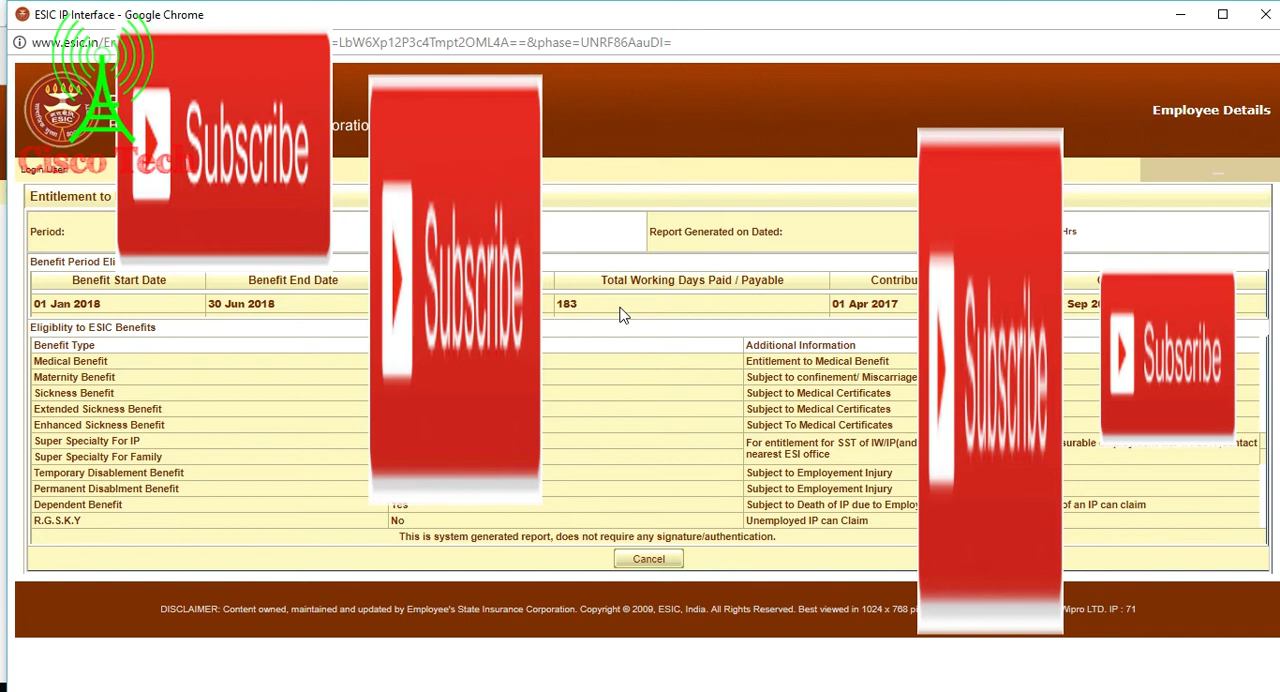 ESIC IP Interface - Google Chrome
www.esic.in/ =LbW6Xp12P3c4Tmpt2OML4A==&phase=UNRF86AauDI=
Subscribe
Employee Details
Cisco Tech
Login User:
Subscribe
Subscribe
Subscribe
Entitlement to
Period:
Report Generated on Dated:
Hrs
Benefit Period Eli
Benefit Start Date Benefit End Date Total Working Days Paid / Payable Contribu
01 Jan 2018 30 Jun 2018 183 01 Apr 2017 Sep 20
Eligiblity to ESIC Benefits
Benefit Type Additional Information
Medical Benefit Entitlement to Medical Benefit
Maternity Benefit Subject to confinement/ Miscarriage
Sickness Benefit Subject to Medical Certificates
Extended Sickness Benefit Subject to Medical Certificates
Enhanced Sickness Benefit Subject To Medical Certificates
Super Specialty For IP For entitlement for SST of IW/IP(and
nearest ESI office
Super Specialty For Family
Temporary Disablement Benefit Subject to Employement Injury
Permanent Disablment Benefit Subject to Employement Injury
Dependent Benefit Yes Subject to Death of IP due to Employ of an IP can claim
R.G.S.K.Y No Unemployed IP can Claim
This is system generated report, does not require any signature/authentication.
Cancel
DISCLAIMER: Content owned, maintained and updated by Employee's State Insurance Corporation. Copyright © 2009, ESIC, India. All Rights Reserved. Best viewed in 1024 x 768 pi Wipro LTD. IP : 71